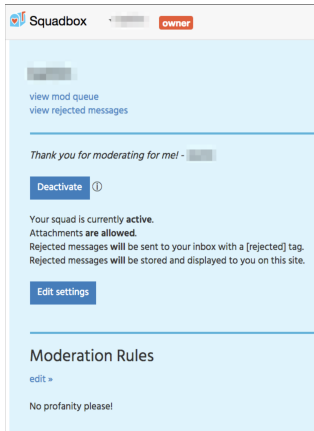 Squadbox owner
view mod queue
view rejected messages
Thank you for moderating for me! -
Deactivate
Your squad is currently active.
Attachments are allowed.
Rejected messages will be sent to your inbox with a [rejected] tag.
Rejected messages will be stored and displayed to you on this site.
Edit settings
Moderation Rules
edit »
No profanity please!